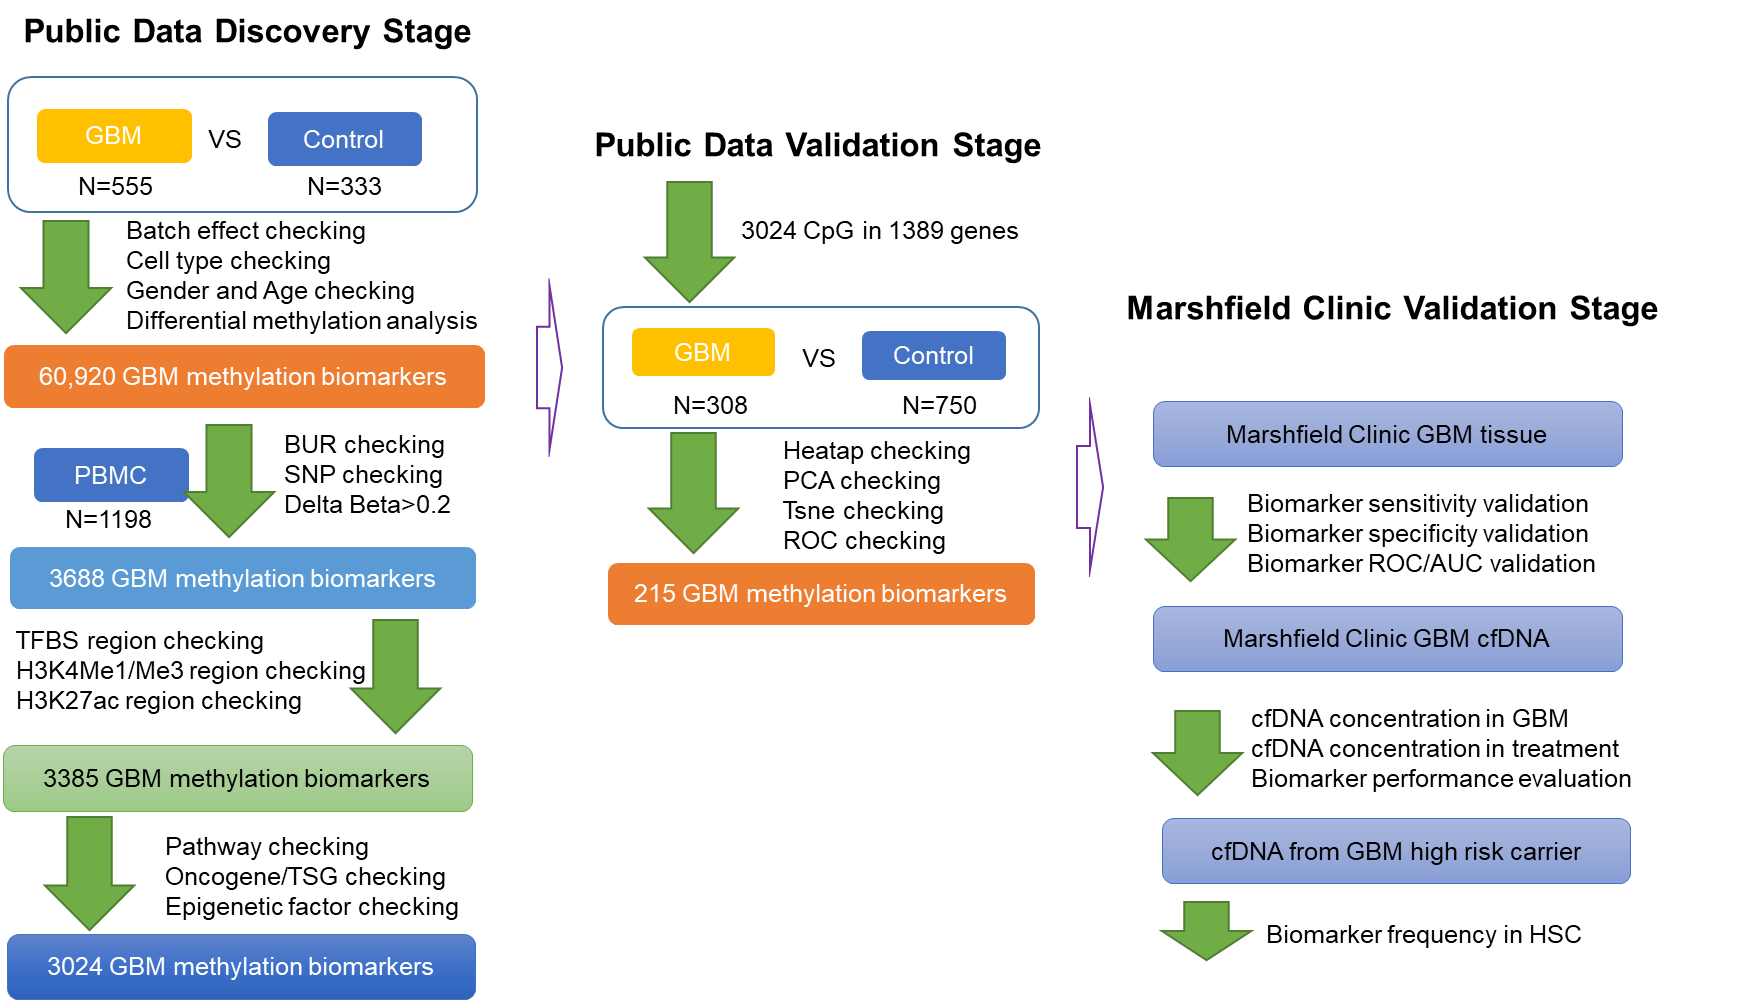 Public Data Discovery Stage
GBM
VS
Control
N=555
N=333
Batch effect checking
Cell type checking
Gender and Age checking
Differential methylation analysis
60,920 GBM methylation biomarkers
PBMC
N=1198
BUR checking
SNP checking
Delta Beta>0.2
3688 GBM methylation biomarkers
TFBS region checking
H3K4Me1/Me3 region checking
H3K27ac region checking
3385 GBM methylation biomarkers
Pathway checking
Oncogene/TSG checking
Epigenetic factor checking
3024 GBM methylation biomarkers
Public Data Validation Stage
3024 CpG in 1389 genes
GBM
VS
Control
N=308
N=750
Heatap checking
PCA checking
Tsne checking
ROC checking
215 GBM methylation biomarkers
Marshfield Clinic Validation Stage
Marshfield Clinic GBM tissue
Biomarker sensitivity validation
Biomarker specificity validation
Biomarker ROC/AUC validation
Marshfield Clinic GBM cfDNA
cfDNA concentration in GBM
cfDNA concentration in treatment
Biomarker performance evaluation
cfDNA from GBM high risk carrier
Biomarker frequency in HSC